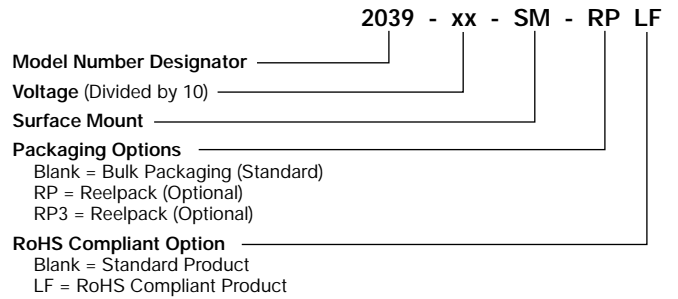 2039 - xx - SM - RP LF
Model Number Designator
Voltage (Divided by 10)
Surface Mount
Packaging Options
Blank = Bulk Packaging (Standard)
RP = Reelpack (Optional)
RP3 = Reelpack (Optional)
RoHS Compliant Option
Blank = Standard Product
LF = RoHS Compliant Product